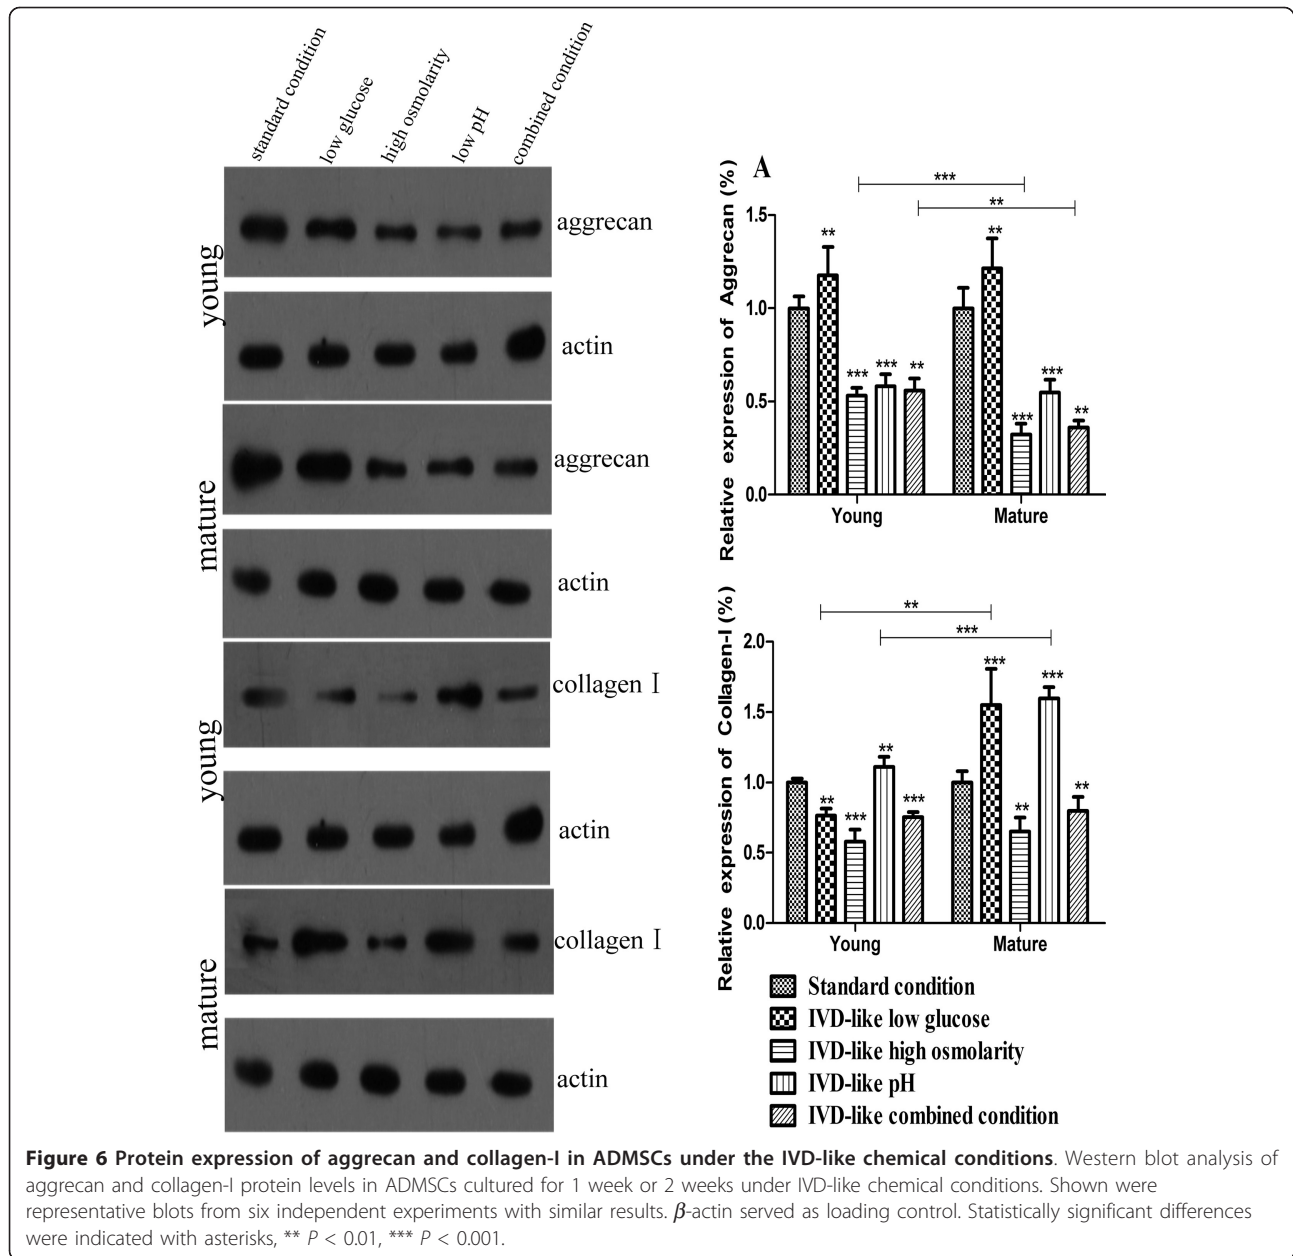 standard condition
low glucose
high osmolarity
low pH
combined condition
young
aggrecan
actin
mature
aggrecan
actin
young
collagen Ⅰ
actin
mature
collagen Ⅰ
actin
A
Relative expression of Aggrecan (%)
*** 
**
1.5
1.0
0.5
0.0
** *** *** **
** *** *** **
Young Mature
Relative expression of Collagen-I (%)
**
***
2.0
1.5
1.0
0.5
0.0
** *** ** ***
*** ** *** **
Young Mature
Standard condition
IVD-like low glucose
IVD-like high osmolarity
IVD-like pH
IVD-like combined condition
Figure 6 Protein expression of aggrecan and collagen-I in ADMSCs under the IVD-like chemical conditions. Western blot analysis of
aggrecan and collagen-I protein levels in ADMSCs cultured for 1 week or 2 weeks under IVD-like chemical conditions. Shown were
representative blots from six independent experiments with similar results. β-actin served as loading control. Statistically significant differences
were indicated with asterisks, ** P < 0.01, *** P < 0.001.